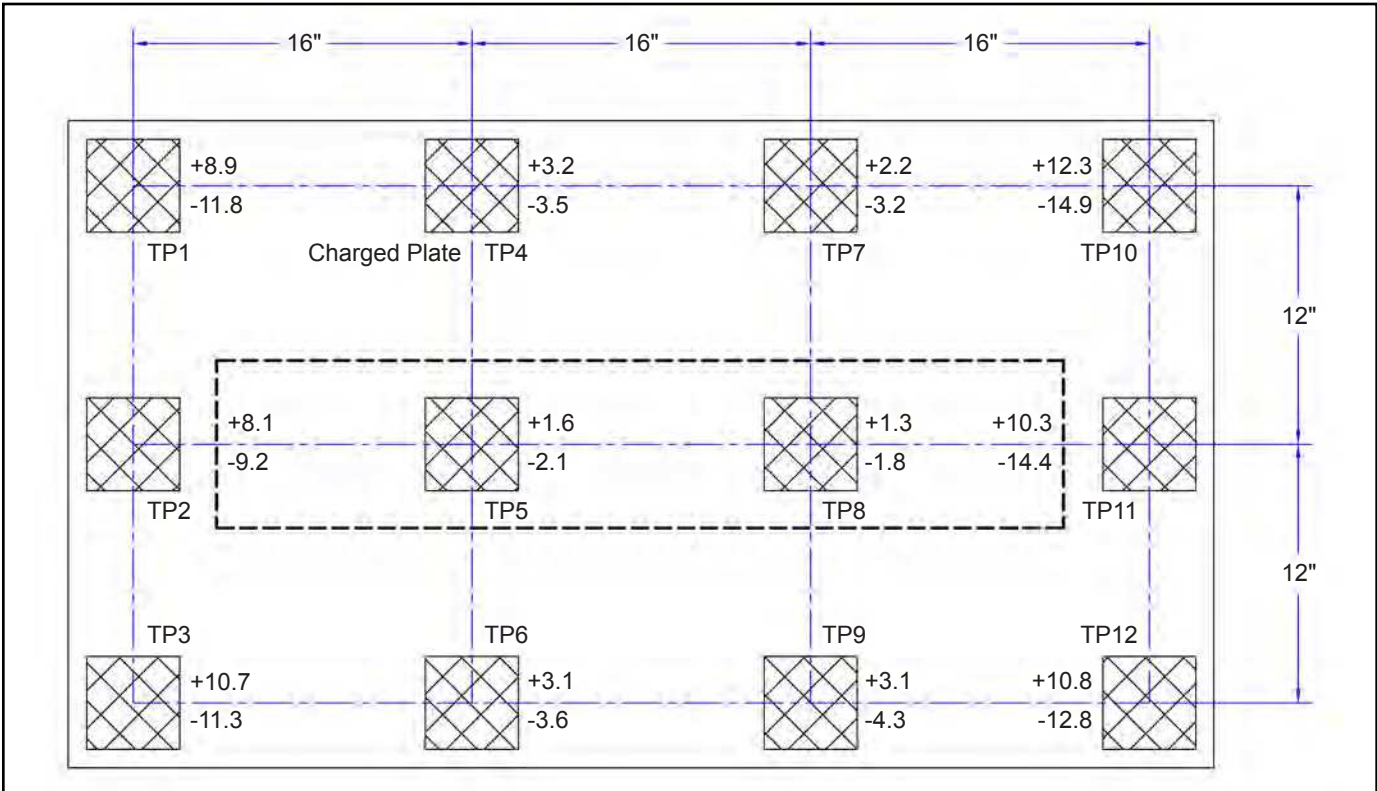 16" 16" 16"
+8.9 +3.2 +2.2 +12.3
-11.8 -3.5 -3.2 -14.9
TP1 Charged Plate TP4 TP7 TP10
12"
+8.1 +1.6 +1.3 +10.3
-9.2 -2.1 -1.8 -14.4
TP2 TP5 TP8 TP11
12"
TP3 TP6 TP9 TP12
+10.7 +3.1 +3.1 +10.8
-11.3 -3.6 -4.3 -12.8